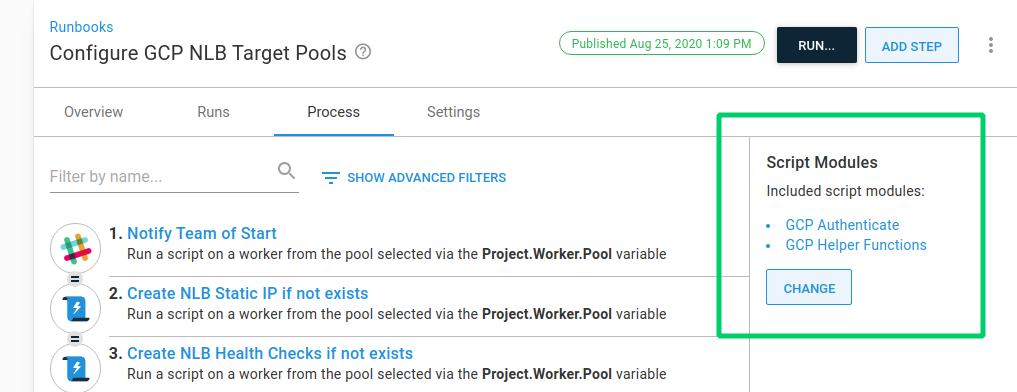 Runbooks
Configure GCP NLB Target Pools
Published Aug 25, 2020 1:09 PM
RUN...
ADD STEP
Overview
Runs
Process
Settings
Filter by name...
SHOW ADVANCED FILTERS
1. Notify Team of Start
Run a script on a worker from the pool selected via the Project.Worker.Pool variable
2. Create NLB Static IP if not exists
Run a script on a worker from the pool selected via the Project.Worker.Pool variable
3. Create NLB Health Checks if not exists
Run a script on a worker from the pool selected via the Project.Worker.Pool variable
Script Modules
Included script modules:
GCP Authenticate
GCP Helper Functions
CHANGE